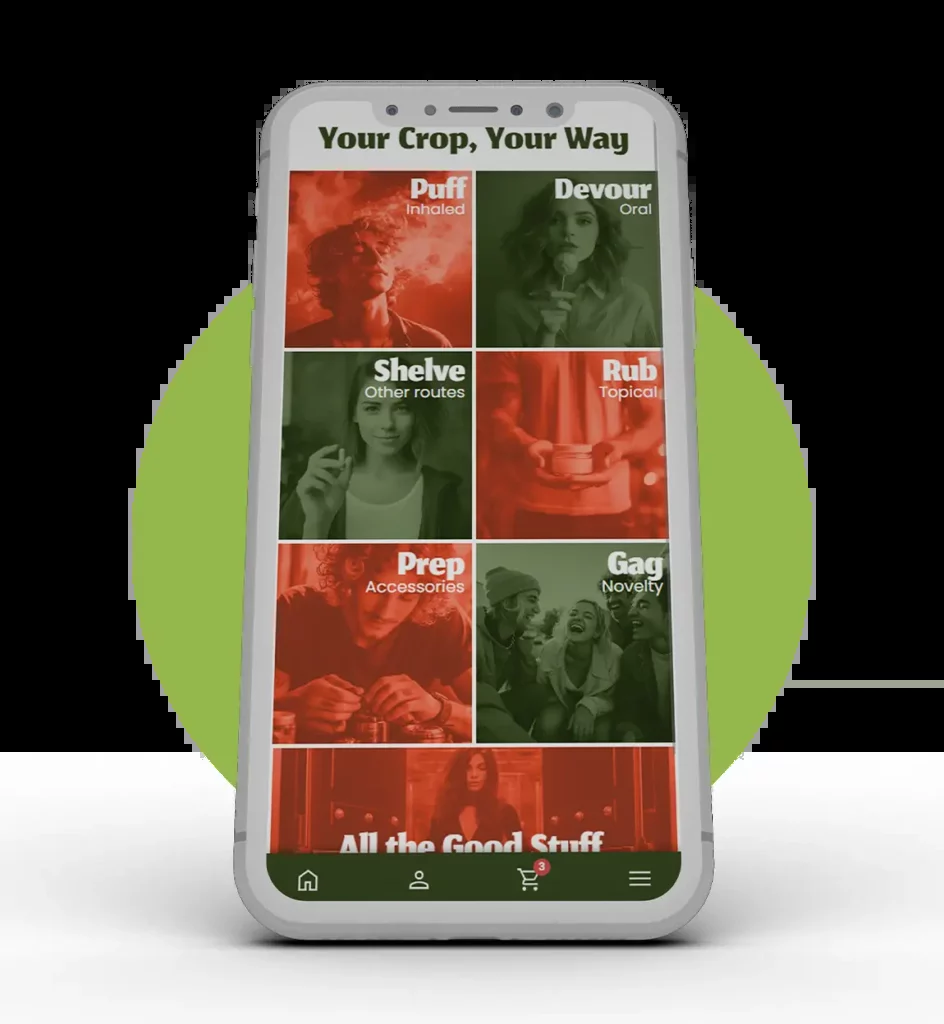 Your Crop, Your Way
Puff
Inhaled
Devour
Oral
Shelve
Other routes
Rub
Topical
Prep
Accessories
Gag
Novelty
All the Good Stuff
3